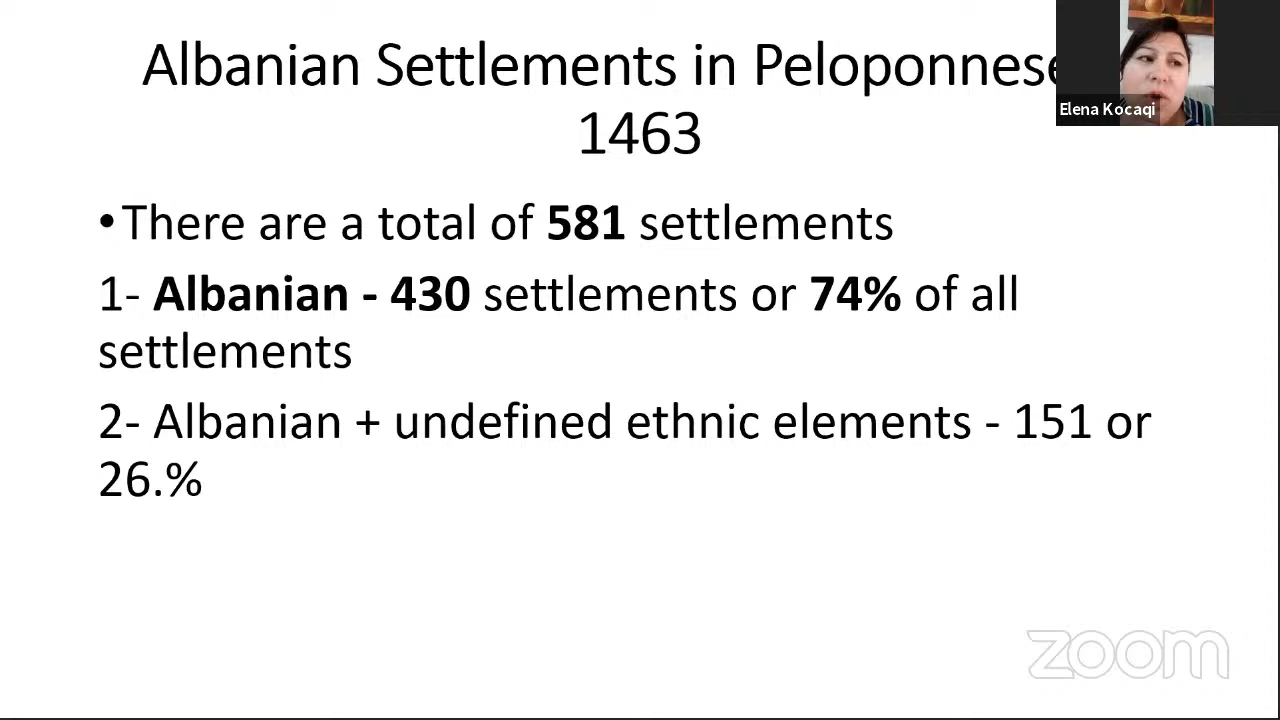 Albanian Settlements in Peloponnese
1463
Elena Kocaqi
•There are a total of 581 settlements
1- Albanian - 430 settlements or 74% of all
settlements
2- Albanian + undefined ethnic elements - 151 or
26.%
zoom